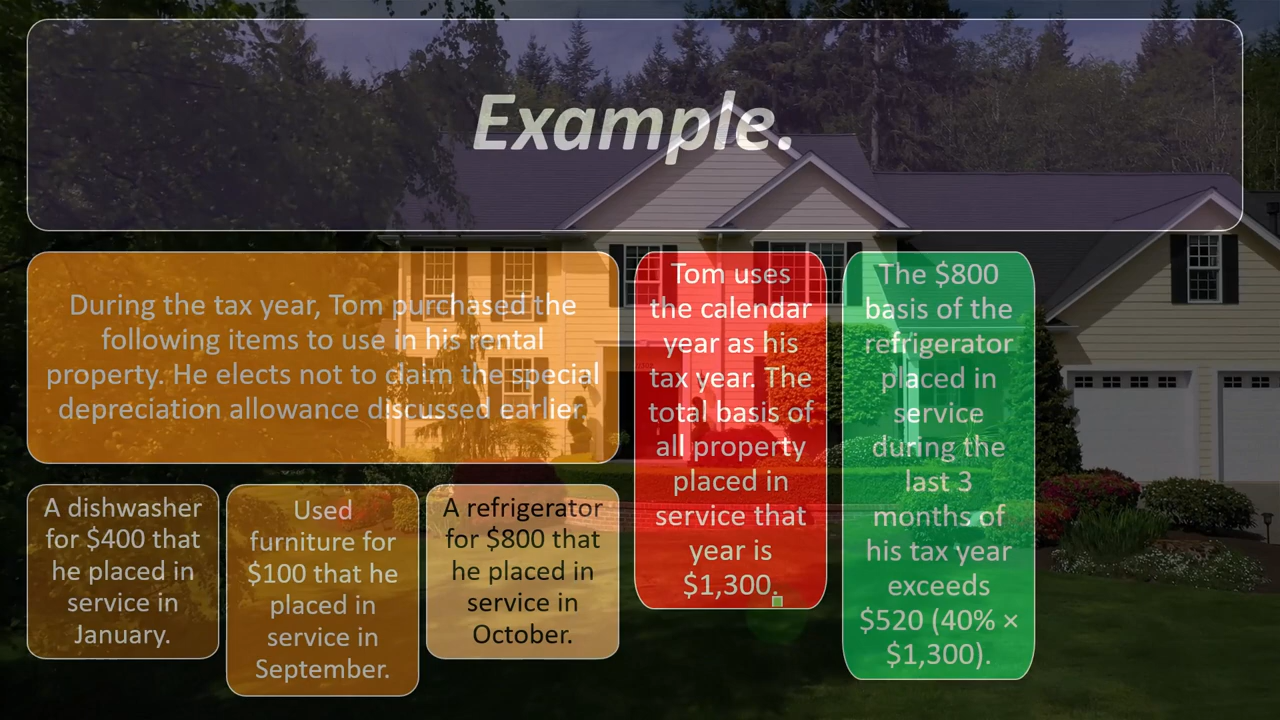 Example.
During the tax year, Tom purchased the
following items to use in his rental
property. He elects not to claim the special
depreciation allowance discussed earlier.
A dishwasher
for $400 that
he placed in
service in
January.
Used
furniture for
$100 that he
placed in
service in
September.
A refrigerator
for $800 that
he placed in
service in
October.
Tom uses
the calendar
year as his
tax year. The
total basis of
all property
placed in
service that
year is
$1,300.
The $800
basis of the
refrigerator
placed in
service
during the
last 3
months of
his tax year
exceeds
$520 (40% ×
$1,300).